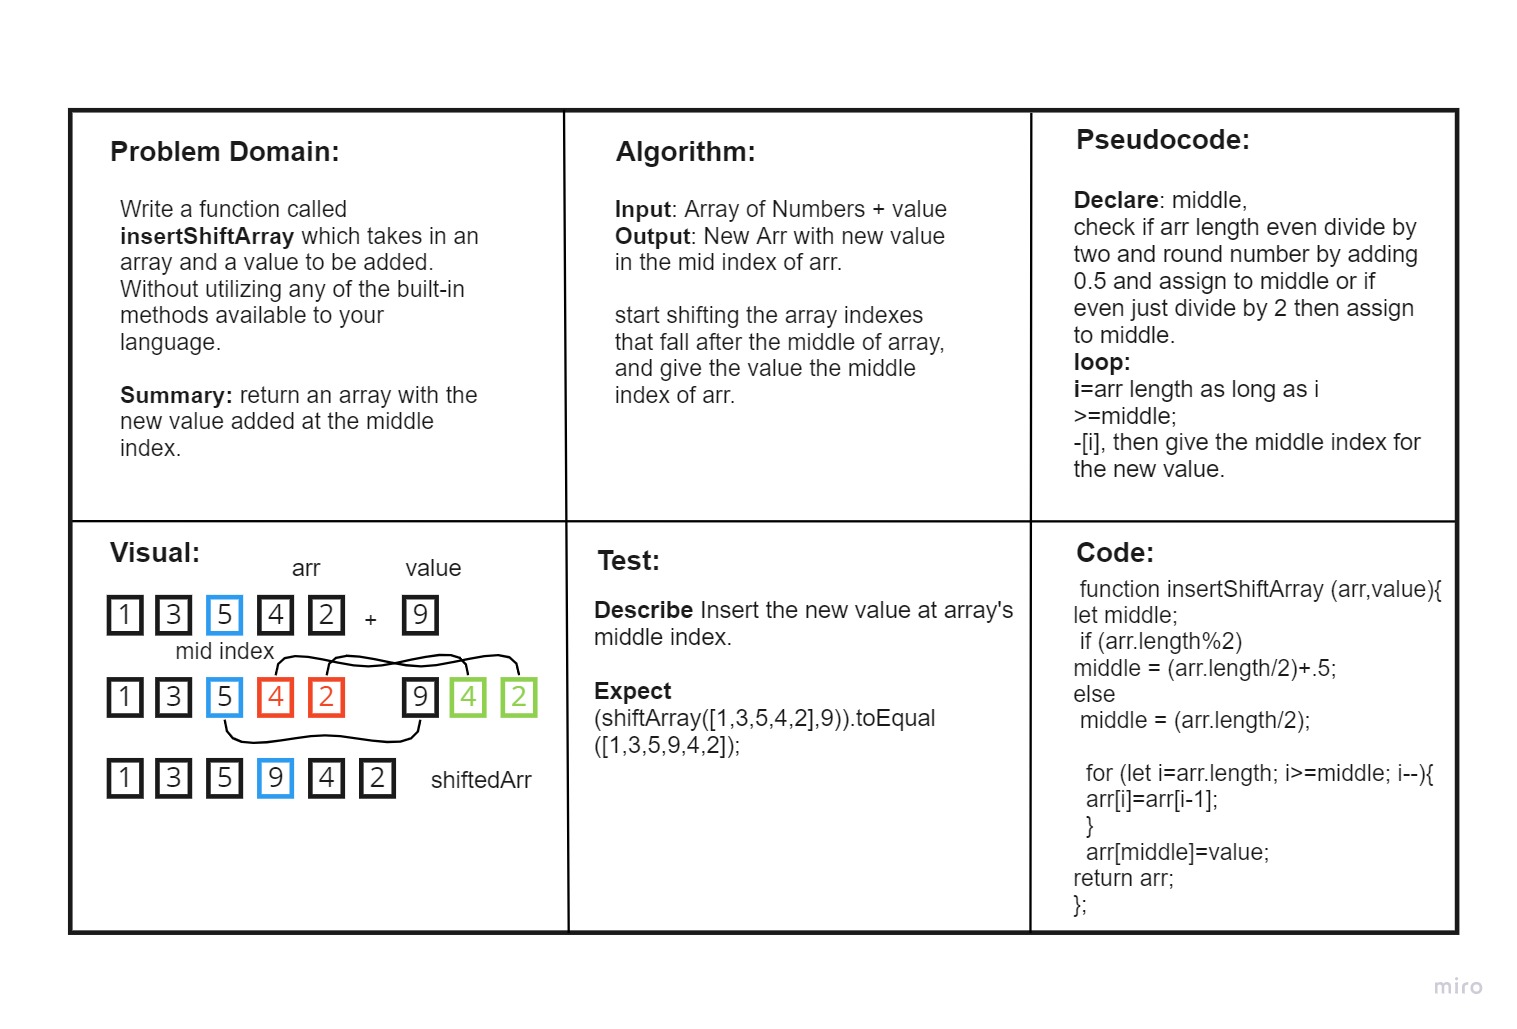 Problem Domain:
Write a function called
insertShiftArray which takes in an
array and a value to be added.
Without utilizing any of the built-in
methods available to your
language.
Summary: return an array with the
new value added at the middle
index.
Algorithm:
Input: Array of Numbers + value
Output: New Arr with new value
in the mid index of arr.
start shifting the array indexes
that fall after the middle of array,
and give the value the middle
index of arr.
Pseudocode:
Declare: middle,
check if arr length even divide by
two and round number by adding
0.5 and assign to middle or if
even just divide by 2 then assign
to middle.
loop:
i=arr length as long as i
>=middle;
-[i], then give the middle index for
the new value.
Visual:
arr value
1 3 5 4 2 + 9
mid index
1 3 5 4 2 9 4 2
1 3 5 9 4 2 shiftedArr
Test:
Describe Insert the new value at array's
middle index.
Expect
(shiftArray([1,3,5,4,2],9)).toEqual
([1,3,5,9,4,2]);
Code:
function insertShiftArray (arr,value){
let middle;
if (arr.length%2)
middle = (arr.length/2)+.5;
else
middle = (arr.length/2);
for (let i=arr.length; i>=middle; i--){
arr[i]=arr[i-1];
}
arr[middle]=value;
return arr;
};
miro